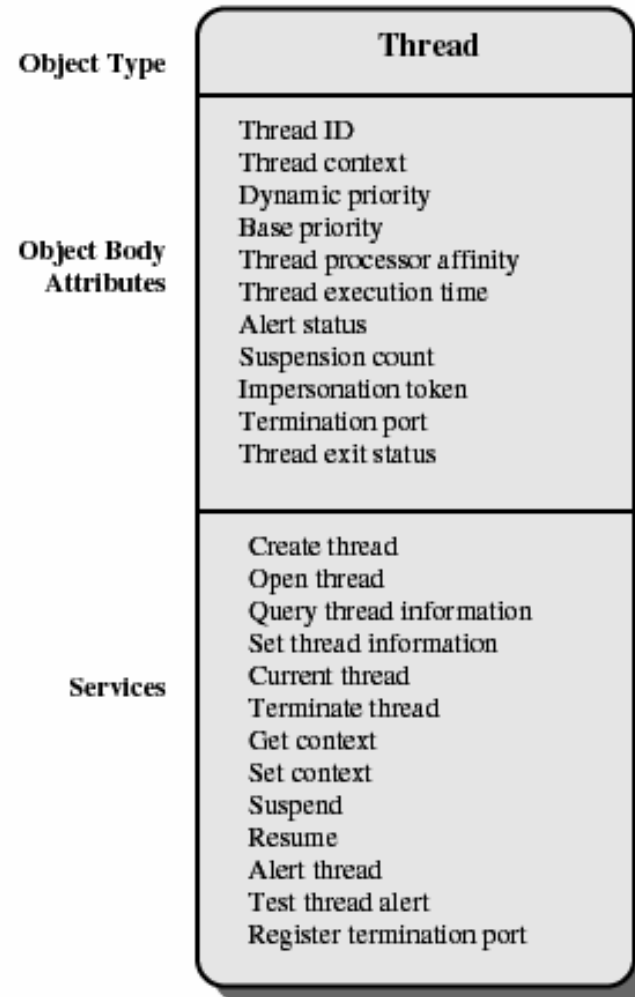 Object Type
Thread
Object Body
Attributes
Thread ID
Thread context
Dynamic priority
Base priority
Thread processor affinity
Thread execution time
Alert status
Suspension count
Impersonation token
Termination port
Thread exit status
Services
Create thread
Open thread
Query thread information
Set thread information
Current thread
Terminate thread
Get context
Set context
Suspend
Resume
Alert thread
Test thread alert
Register termination port